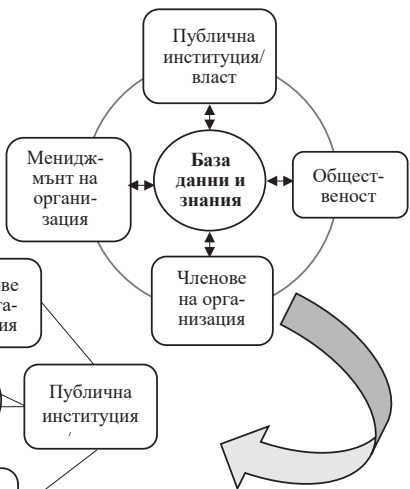 Публична
институция/
власт
Менидж-
мънт на
органи-
зация
База
данни и
знания
Общест-
веност
Членове
на орга-
низация
Публична
институция